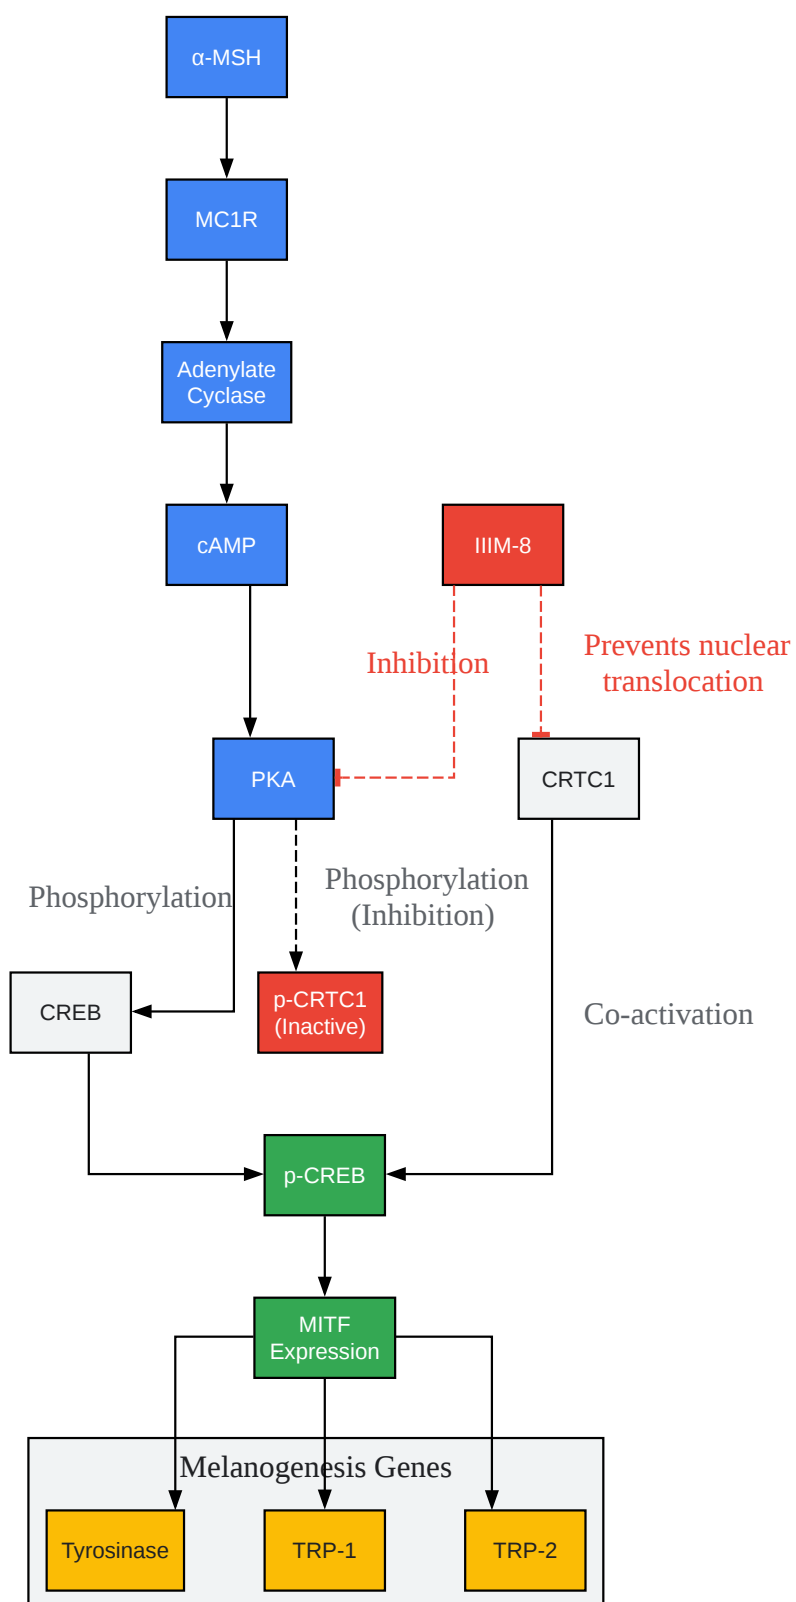 α-MSH
MC1R
Adenylate
Cyclase
cAMP
IIIM-8
Inhibition
Prevents nuclear
translocation
PKA
CRTC1
Phosphorylation
Phosphorylation
(Inhibition)
CREB
p-CRTC1
(Inactive)
Co-activation
p-CREB
MITF
Expression
Melanogenesis Genes
Tyrosinase
TRP-1
TRP-2